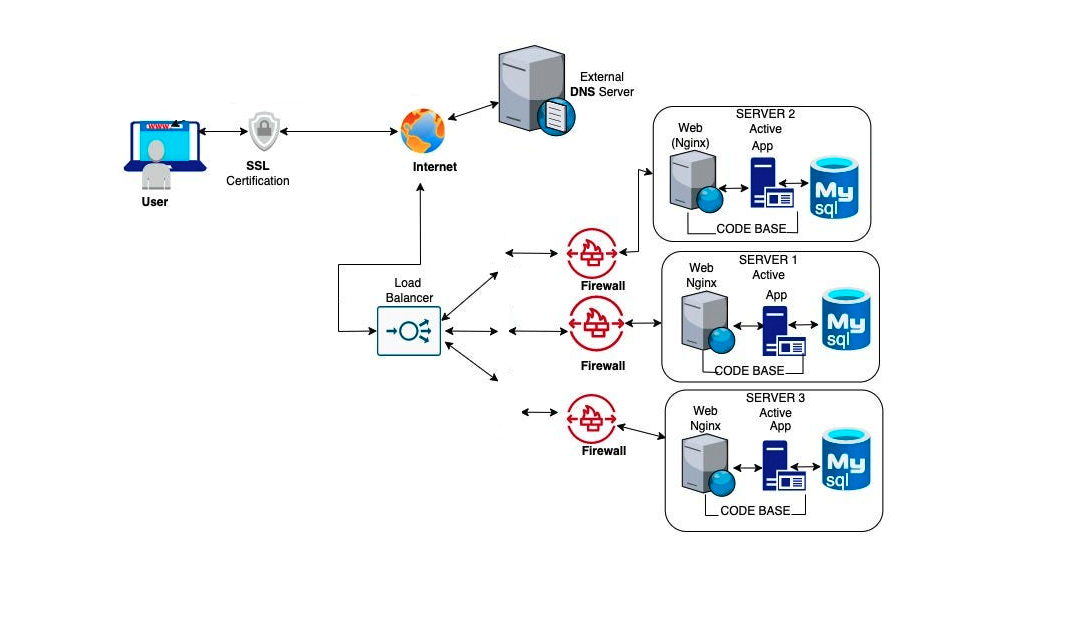 External
DNS Server
www
SSL
Certification
User
Internet
SERVER 2
Active
Web
(Nginx)
App
My
sql
CODE BASE
Firewall
Load
Balancer
SERVER 1
Active
Web
Nginx
App
My
sql
CODE BASE
Firewall
SERVER 3
Active
Web
Nginx
App
My
sql
CODE BASE
Firewall